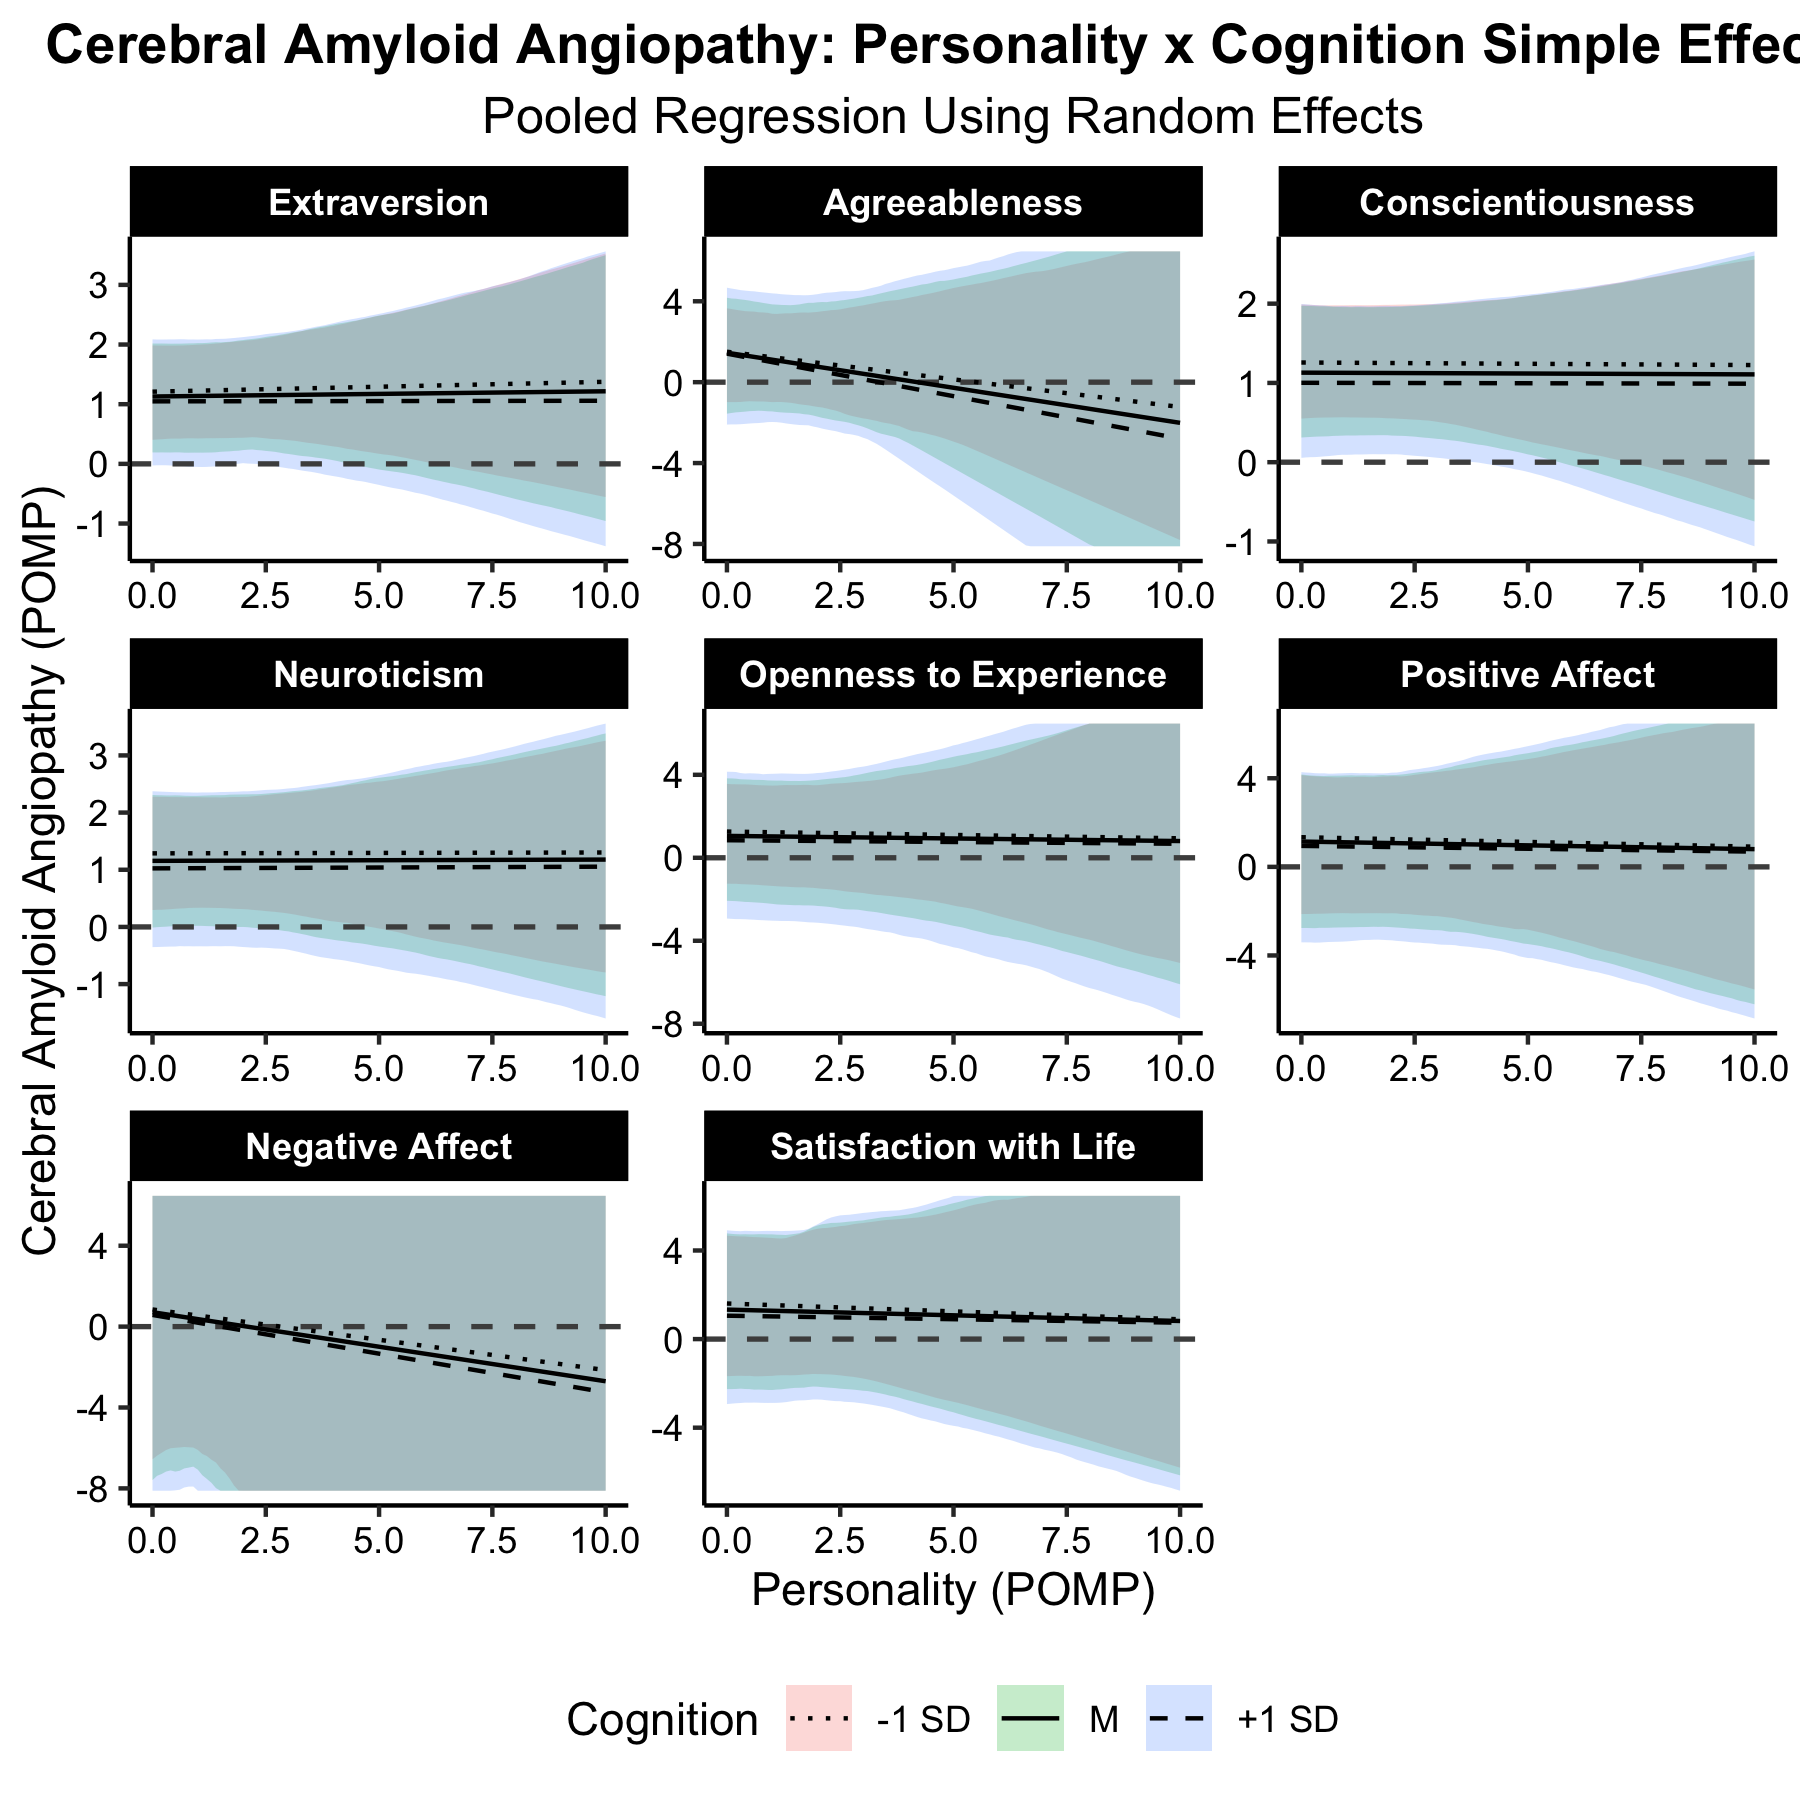 Cerebral Amyloid Angiopathy: Personality x Cognition Simple Effec
Pooled Regression Using Random Effects
Cerebral Amyloid Angiopathy (POMP)
Extraversion
3
2
1
0
-1
0.0 2.5 5.0 7.5 10.0
Agreeableness
4
0
-4
-8
0.0 2.5 5.0 7.5 10.0
Conscientiousness
2
1
0
-1
0.0 2.5 5.0 7.5 10.0
Neuroticism
3
2
1
0
-1
0.0 2.5 5.0 7.5 10.0
Openness to Experience
4
0
-4
-8
0.0 2.5 5.0 7.5 10.0
Positive Affect
4
0
-4
0.0 2.5 5.0 7.5 10.0
Negative Affect
4
0
-4
-8
0.0 2.5 5.0 7.5 10.0
Satisfaction with Life
4
0
-4
0.0 2.5 5.0 7.5 10.0
Personality (POMP)
Cognition -1 SD M +1 SD